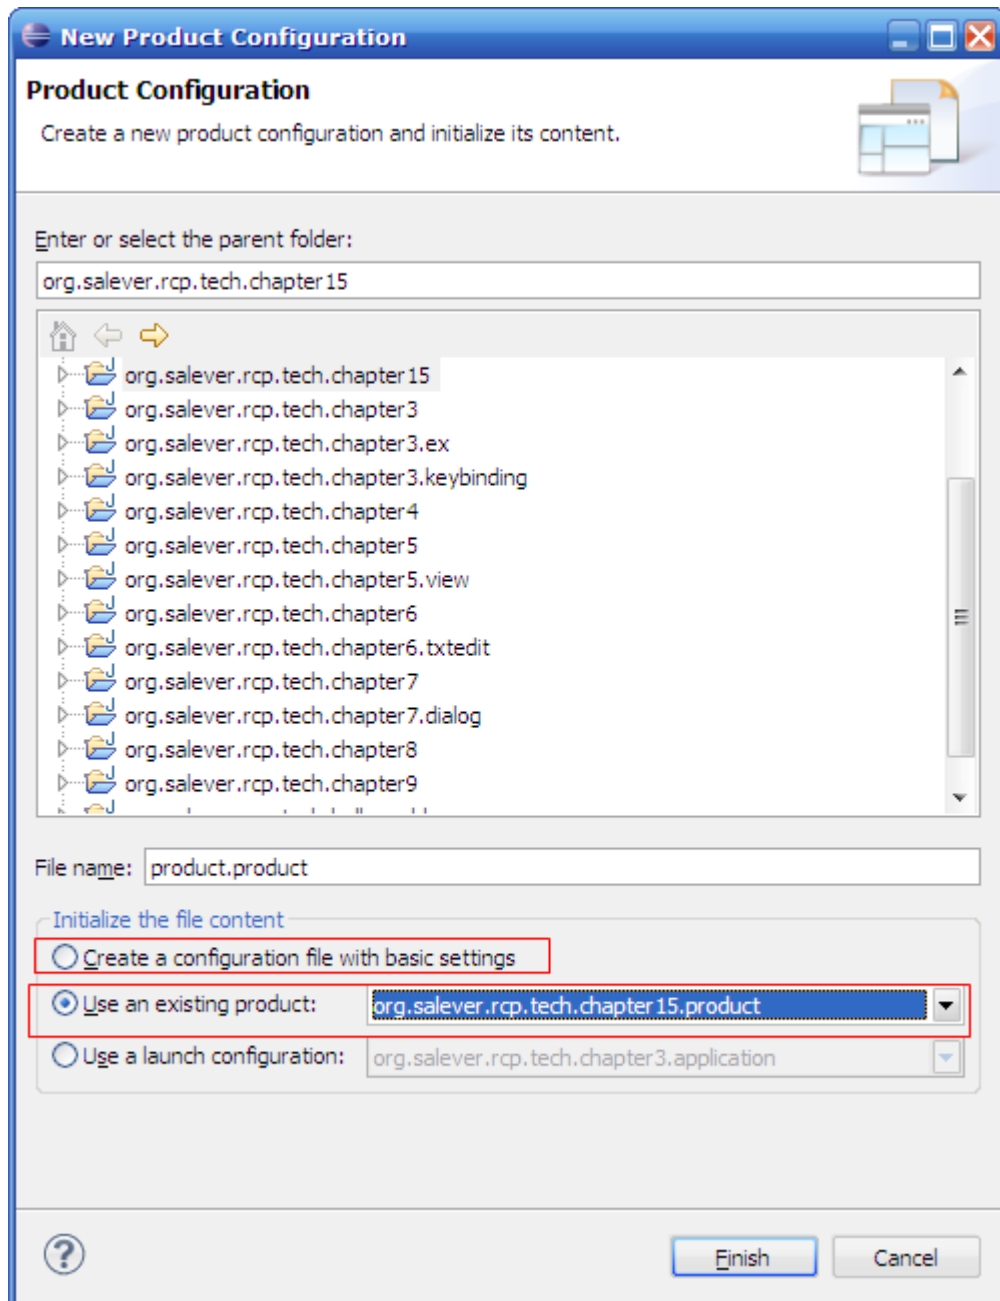 New Product Configuration
Product Configuration
Create a new product configuration and initialize its content.
Enter or select the parent folder:
org.salever.rcp.tech.chapter15
org.salever.rcp.tech.chapter15
org.salever.rcp.tech.chapter3
org.salever.rcp.tech.chapter3.ex
org.salever.rcp.tech.chapter3.keybinding
org.salever.rcp.tech.chapter4
org.salever.rcp.tech.chapter5
org.salever.rcp.tech.chapter5.view
org.salever.rcp.tech.chapter6
org.salever.rcp.tech.chapter6.txtedit
org.salever.rcp.tech.chapter7
org.salever.rcp.tech.chapter7.dialog
org.salever.rcp.tech.chapter8
org.salever.rcp.tech.chapter9
File name: product.product
Initialize the file content
Create a configuration file with basic settings
Use an existing product: org.salever.rcp.tech.chapter15.product
Use a launch configuration: org.salever.rcp.tech.chapter3.application
? Finish Cancel